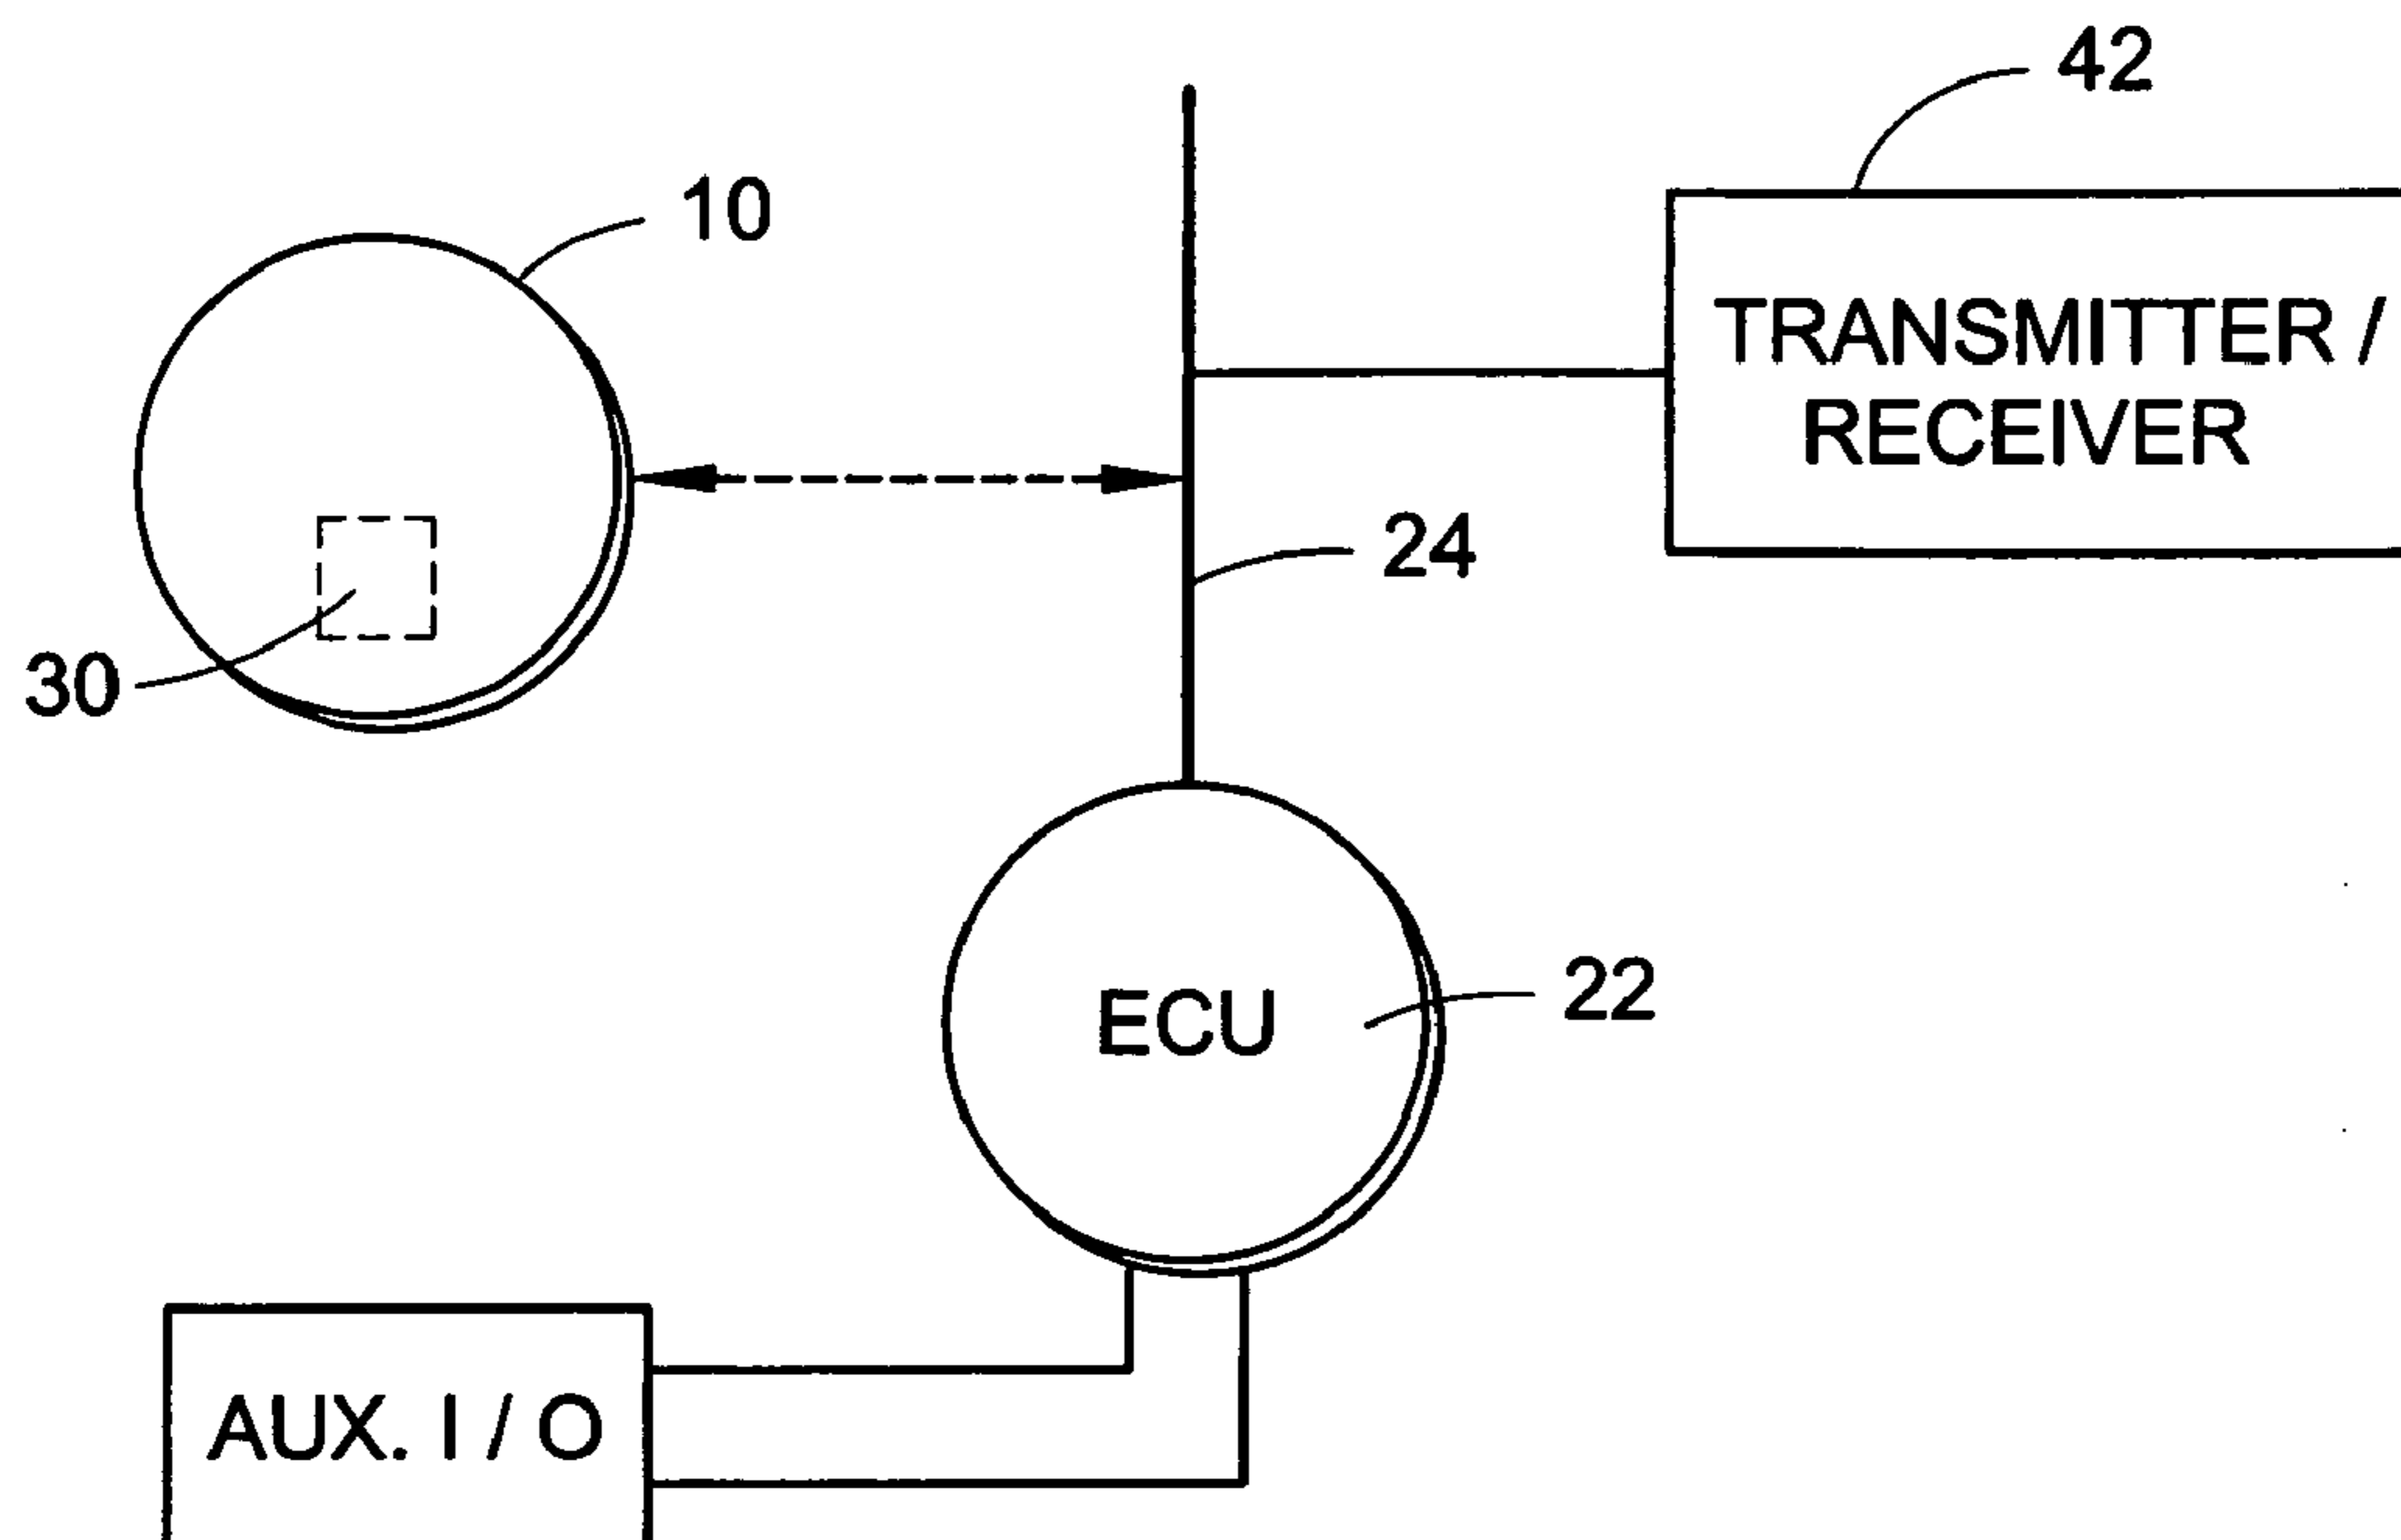 42
10
TRANSMITTER /
RECEIVER
24
30
22
ECU
AUX. I / O